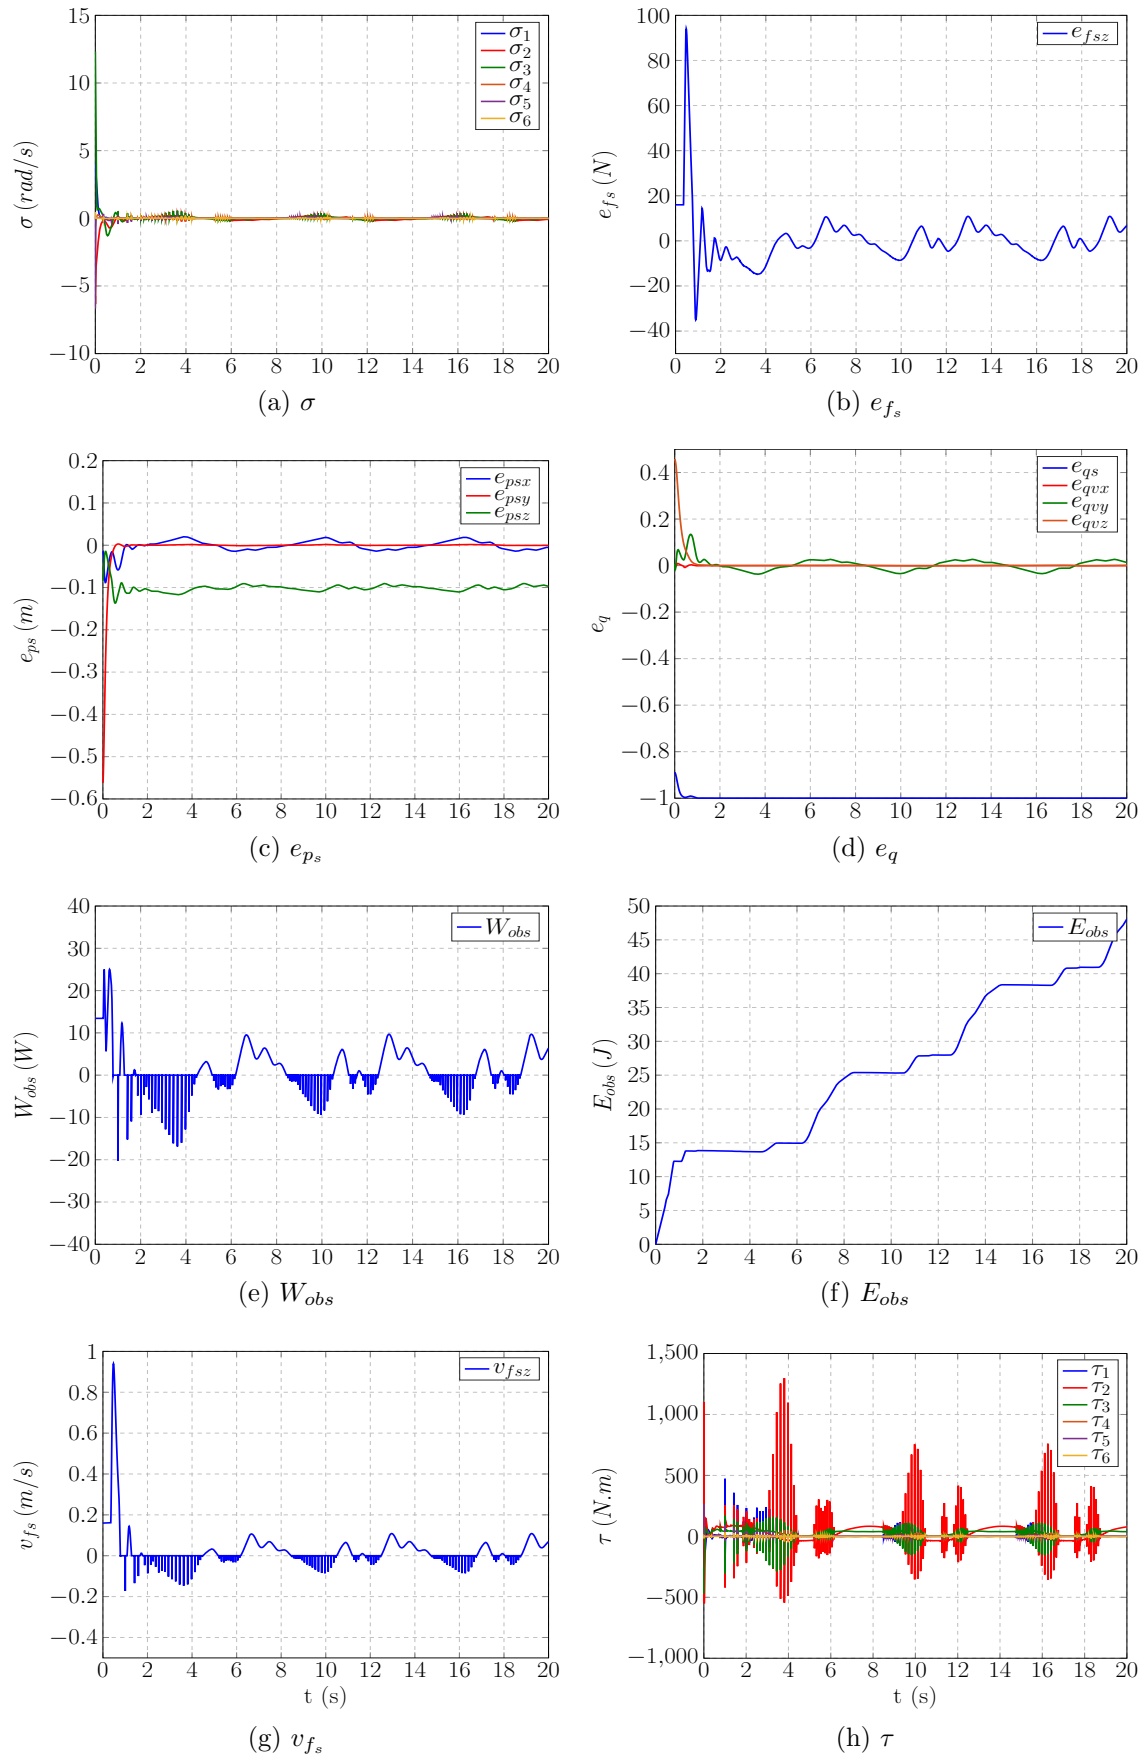 15
10
5
0
−5
−10
σ (rad/s)
σ1
σ2
σ3
σ4
σ5
σ6
0 2 4 6 8 10 12 14 16 18 20
(a) σ
100
80
60
40
20
0
−20
−40
e_fs (N)
e_fsz
0 2 4 6 8 10 12 14 16 18 20
(b) e_fs
0.2
0.1
0
−0.1
−0.2
−0.3
−0.4
−0.5
−0.6
e_ps (m)
e_psx
e_psy
e_psz
0 2 4 6 8 10 12 14 16 18 20
(c) e_ps
0.4
0.2
0
−0.2
−0.4
−0.6
−0.8
−1
e_q
e_qs
e_qvx
e_qvy
e_qvz
0 2 4 6 8 10 12 14 16 18 20
(d) e_q
40
30
20
10
0
−10
−20
−30
−40
W_obs (W)
W_obs
0 2 4 6 8 10 12 14 16 18 20
(e) W_obs
50
45
40
35
30
25
20
15
10
5
0
E_obs (J)
E_obs
0 2 4 6 8 10 12 14 16 18 20
(f) E_obs
1
0.8
0.6
0.4
0.2
0
−0.2
−0.4
v_fs (m/s)
v_fsz
0 2 4 6 8 10 12 14 16 18 20
t (s)
(g) v_fs
1,500
1,000
500
0
−500
−1,000
τ (N.m)
τ1
τ2
τ3
τ4
τ5
τ6
0 2 4 6 8 10 12 14 16 18 20
t (s)
(h) τ